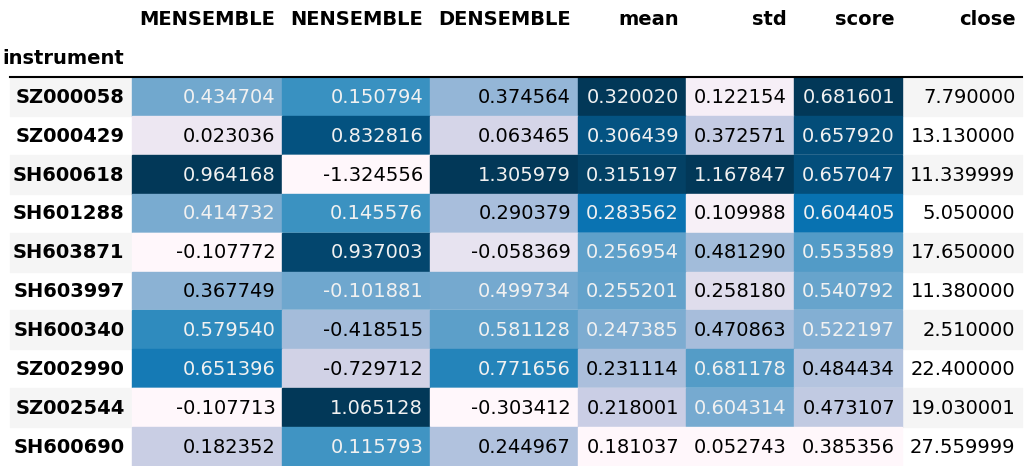 MENSEMBLE NENSEMBLE DENSEMBLE mean std score close
instrument
SZ000058 0.434704 0.150794 0.374564 0.320020 0.122154 0.681601 7.790000
SZ000429 0.023036 0.832816 0.063465 0.306439 0.372571 0.657920 13.130000
SH600618 0.964168 -1.324556 1.305979 0.315197 1.167847 0.657047 11.339999
SH601288 0.414732 0.145576 0.290379 0.283562 0.109988 0.604405 5.050000
SH603871 -0.107772 0.937003 -0.058369 0.256954 0.481290 0.553589 17.650000
SH603997 0.367749 -0.101881 0.499734 0.255201 0.258180 0.540792 11.380000
SH600340 0.579540 -0.418515 0.581128 0.247385 0.470863 0.522197 2.510000
SZ002990 0.651396 -0.729712 0.771656 0.231114 0.681178 0.484434 22.400000
SZ002544 -0.107713 1.065128 -0.303412 0.218001 0.604314 0.473107 19.030001
SH600690 0.182352 0.115793 0.244967 0.181037 0.052743 0.385356 27.559999